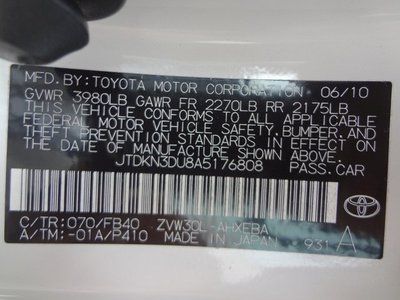 MFD.BY:TOYOTA MOTOR CORPORATION 06/10
GVWR 3980LB GAWR FR 2270LB RR 2175LB
THIS VEHICLE CONFORMS TO ALL APPLICABLE
FEDERAL MOTOR VEHICLE SAFETY, BUMPER, AND
THEFT PREVENTION STANDARDS IN EFFECT ON
THE DATE OF MANUFACTURE SHOWN ABOVE.
JTDKN3DU8A5176808 PASS.CAR
C/TR:070/FB40 ZVW30L-AHXEBA
A/TM:-01A/P410 MADE IN JAPAN 931 A
TOYOTA